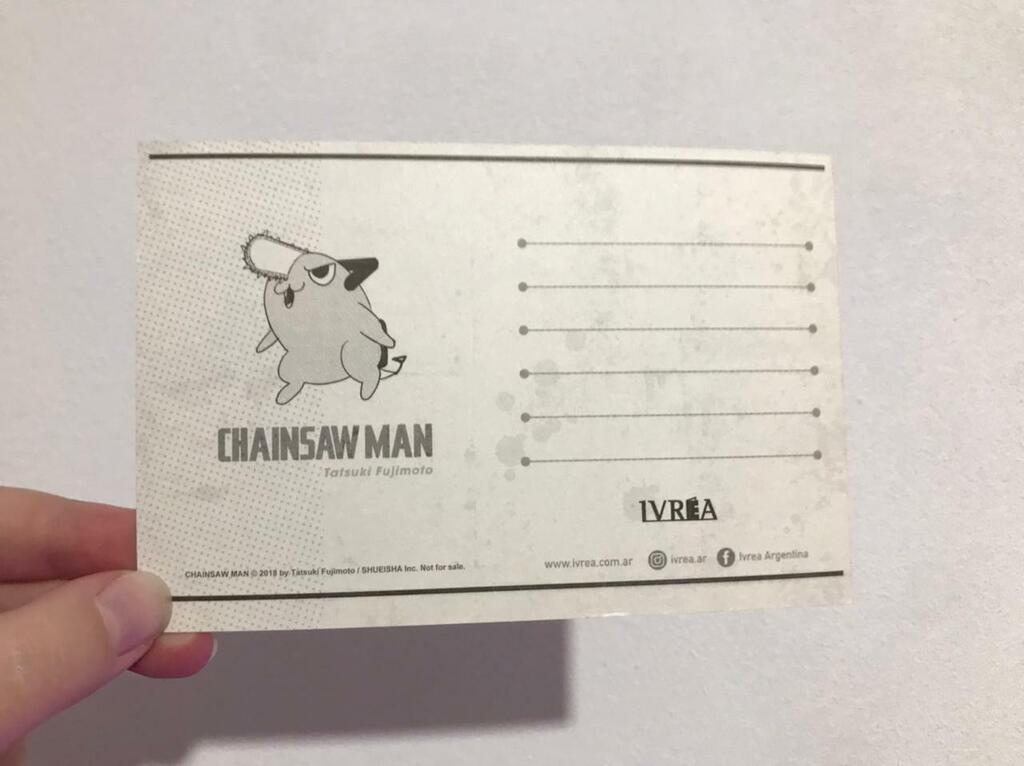 CHAINSAW MAN
Tatsuki Fujimoto
CHAINSAW MAN © 2018 by Tatsuki Fujimoto / SHUEISHA Inc. Not for sale.
IVREA
www.ivrea.com.ar ivrea.ar Ivrea Argentina